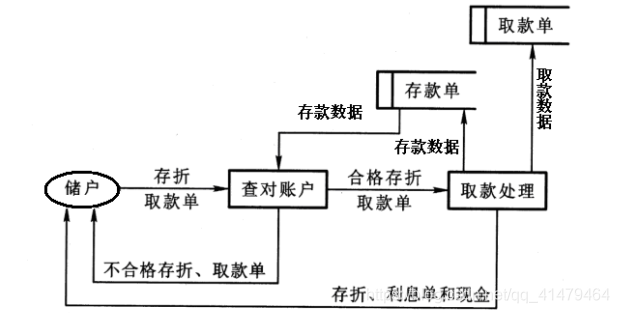 取款单
取款数据
存款单
存款数据
存款数据
储户
存折
取款单
查对账户
合格存折
取款单
取款处理
不合格存折、取款单
存折、利息单和现金
net/qq_41479464